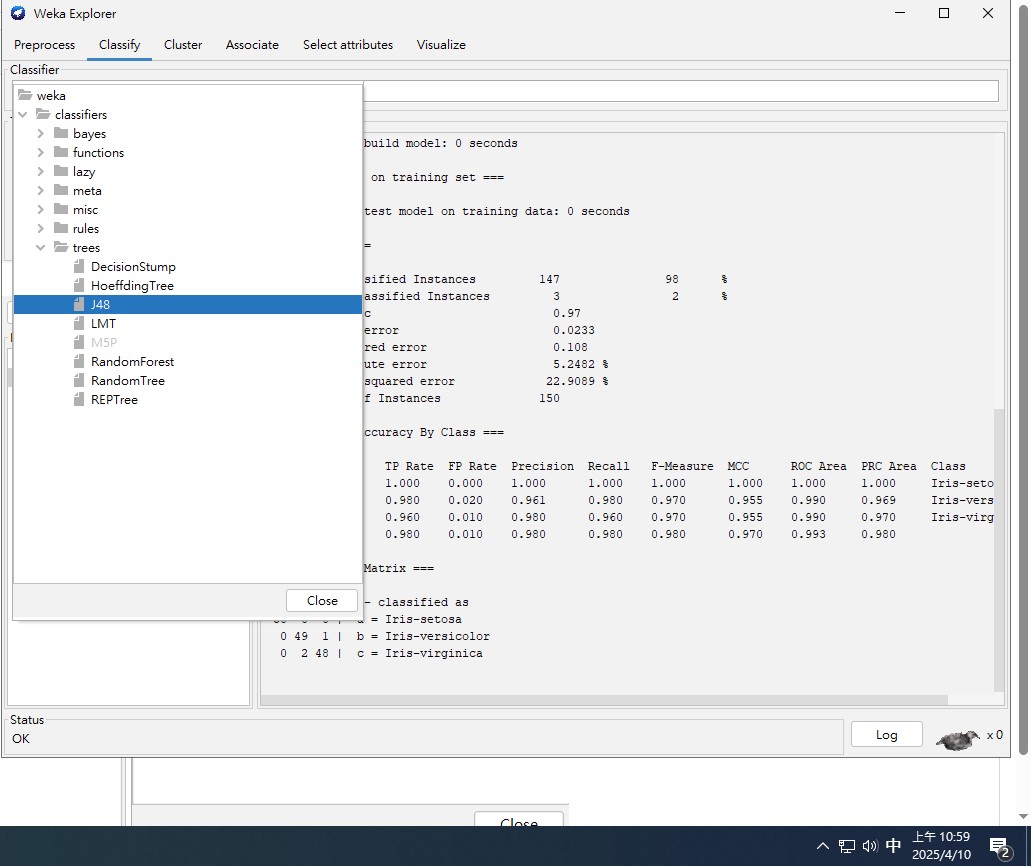 Weka Explorer
Preprocess Classify Cluster Associate Select attributes Visualize
Classifier
weka
classifiers
bayes
functions
lazy
meta
misc
rules
trees
DecisionStump
HoeffdingTree
J48
LMT
M5P
RandomForest
RandomTree
REPTree
Close
build model: 0 seconds
on training set ===
test model on training data: 0 seconds
=
sified Instances 147 98 %
assified Instances 3 2 %
c 0.97
error 0.0233
red error 0.108
ute error 5.2482 %
squared error 22.9089 %
f Instances 150
ccuracy By Class ===
TP Rate FP Rate Precision Recall F-Measure MCC ROC Area PRC Area Class
1.000 0.000 1.000 1.000 1.000 1.000 1.000 1.000 Iris-seto
0.980 0.020 0.961 0.980 0.970 0.955 0.990 0.969 Iris-vers
0.960 0.010 0.980 0.960 0.970 0.955 0.990 0.970 Iris-virg
0.980 0.010 0.980 0.980 0.980 0.970 0.993 0.980
Matrix ===
- classified as
= Iris-setosa
0 49 1 | b = Iris-versicolor
0 2 48 | c = Iris-virginica
Status
OK
Log
x 0
Close
中
上午 10:59
2025/4/10
2